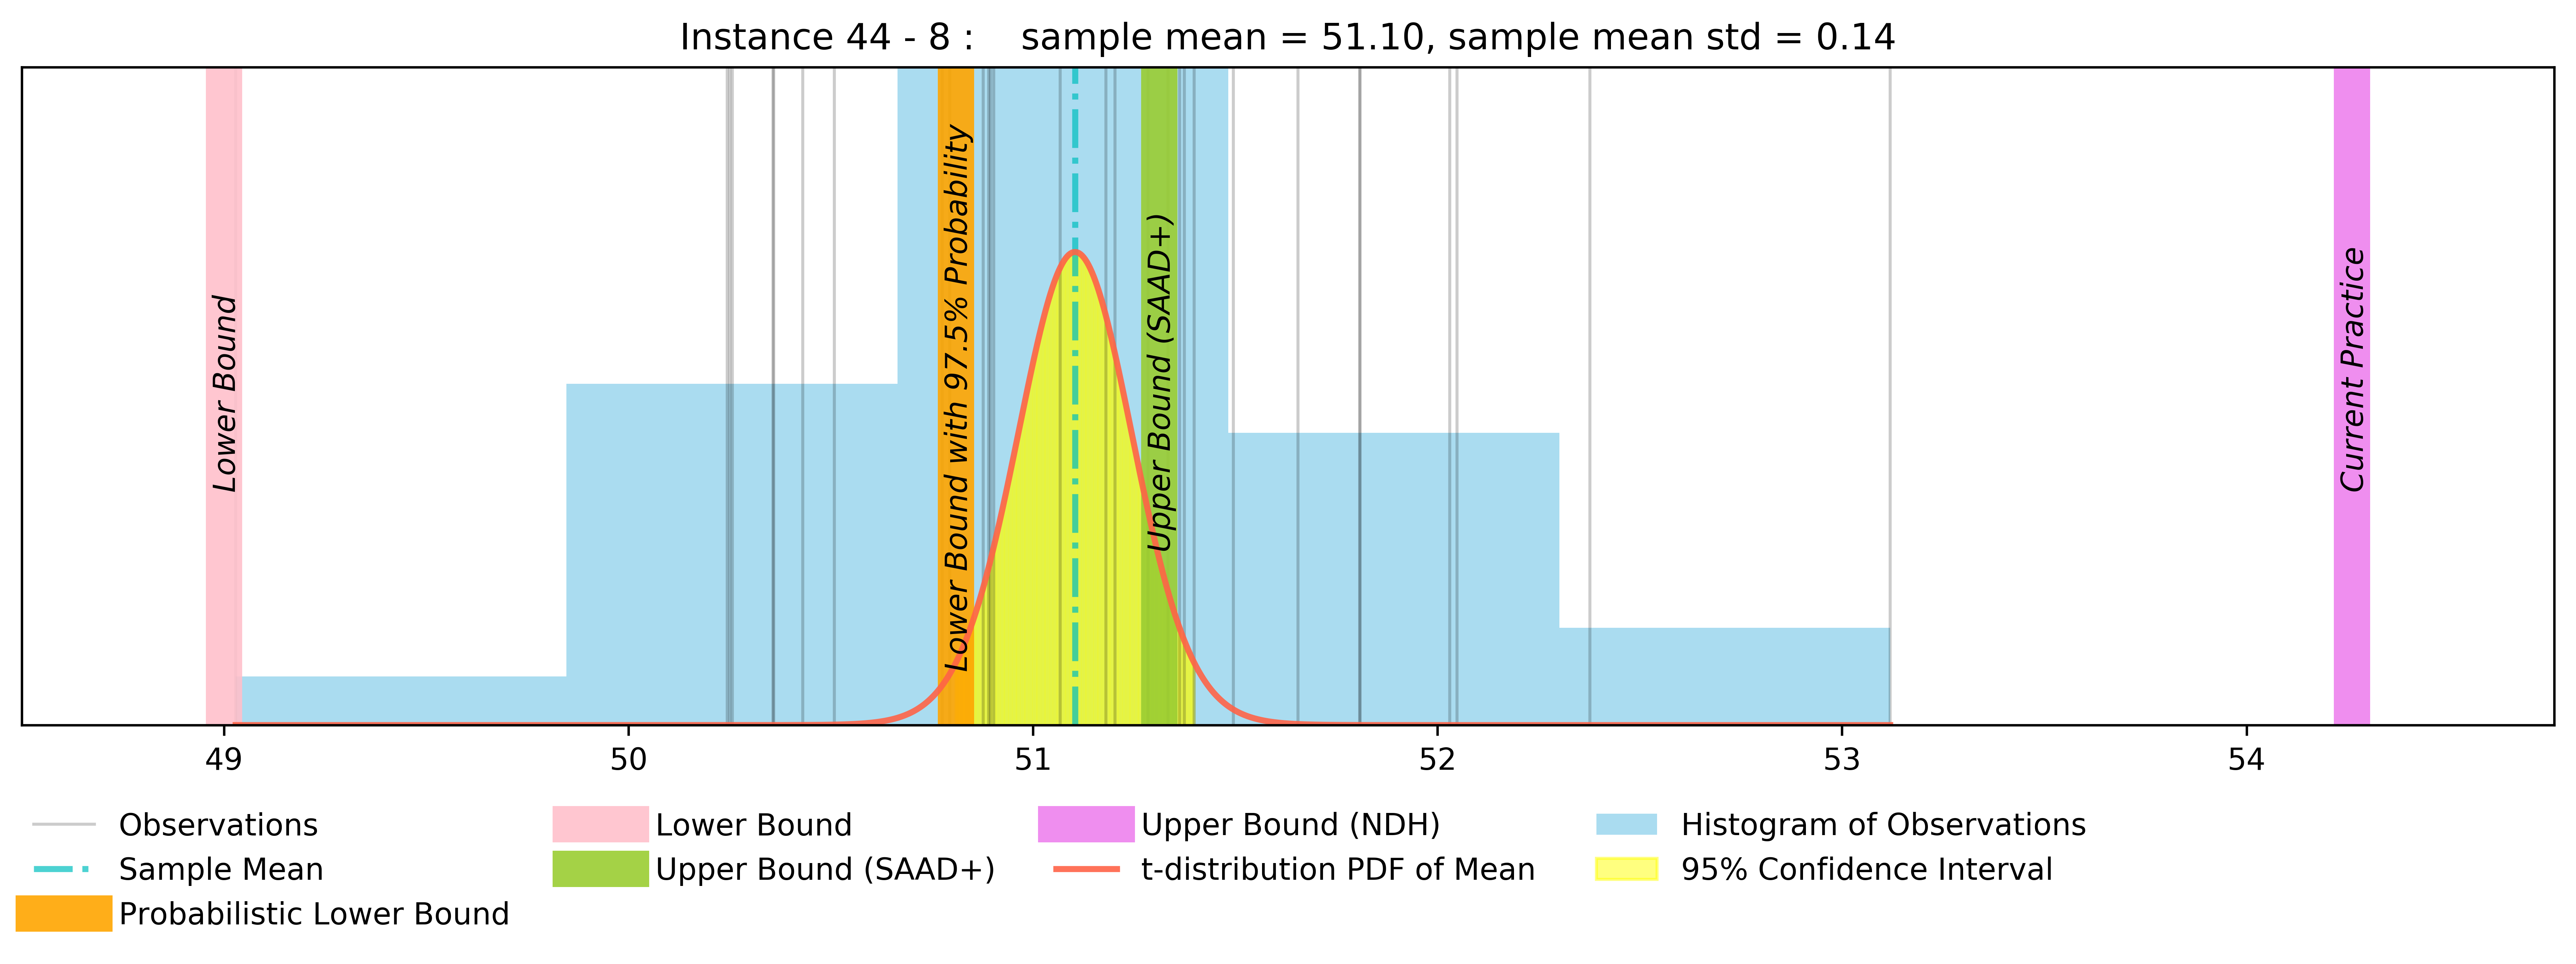 Instance 44 - 8 :    sample mean = 51.10, sample mean std = 0.14
Lower Bound
Lower Bound with 97.5% Probability
Upper Bound (SAAD+)
Current Practice
49 50 51 52 53 54
Observations Lower Bound Upper Bound (NDH) Histogram of Observations
Sample Mean Upper Bound (SAAD+) t-distribution PDF of Mean 95% Confidence Interval
Probabilistic Lower Bound